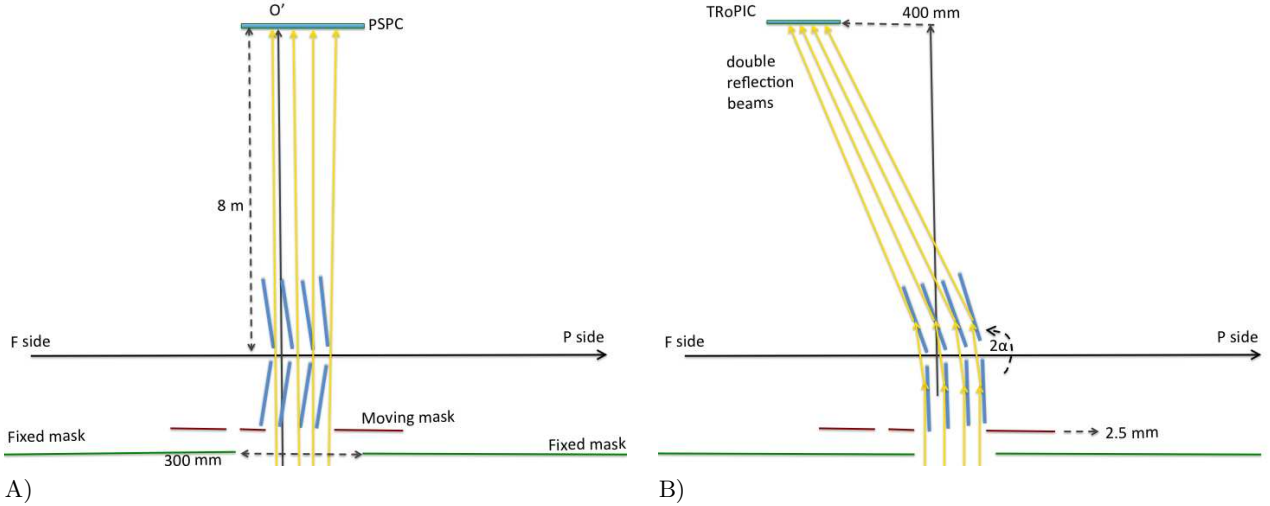 O’
PSPC
8 m
F side
P side
Moving mask
Fixed mask
Fixed mask
300 mm
A)
TRoPIC
400 mm
double
reflection
beams
F side
P side
2α
2.5 mm
B)